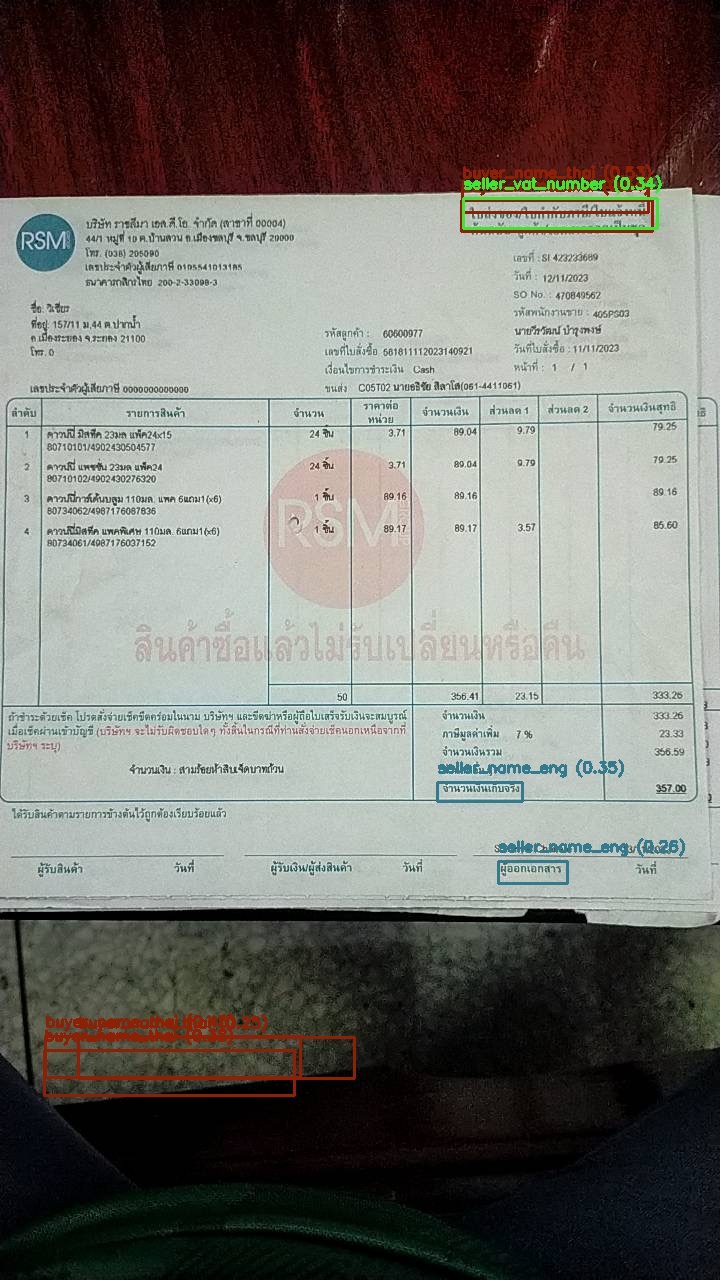 seller_vat_number (0.34)
RSM
บริษัท ราชสีมา เอส.ดี.โอ. จำกัด (สาขาที่ 00004)
44/1 หมู่ที่ 10 ต.บ้านสวน อ.เมืองชลบุรี จ.ชลบุรี 20000
โทร. (038) 205090
เลขประจำตัวผู้เสียภาษี 0105541013185
ธนาคารกสิกรไทย 200-2-33098-3
เลขที่ : SI 423233689
วันที่ : 12/11/2023
SO No. : 470849562
รหัสพนักงานขาย : 405PS03
นายวีรวัฒน์ บำรุงพงษ์
วันที่ใบสั่งซื้อ : 11/11/2023
หน้าที่ : 1 / 1
ชื่อ: วิเชียร
ที่อยู่: 157/11 ม.44 ต.ปากน้ำ
อ.เมืองระยอง จ.ระยอง 21100
โทร. 0
เลขประจำตัวผู้เสียภาษี 0000000000000
รหัสลูกค้า : 60600977
เลขที่ใบสั่งซื้อ 581811112023140921
เงื่อนไขการชำระเงิน Cash
ขนส่ง C05T02 นายอธิชัย สิลาโส(061-4411061)
ลำดับ รายการสินค้า จำนวน ราคาต่อหน่วย จำนวนเงิน ส่วนลด 1 ส่วนลด 2 จำนวนเงินสุทธิ
1 ดาวน์นี่ มิสทีค 23มล แพ้ค24x15 24 ชิ้น 3.71 89.04 9.79 79.25
80710101/4902430504577
2 ดาวน์นี่ แพชชั่น 23มล แพ้ค24 24 ชิ้น 3.71 89.04 9.79 79.25
80710102/4902430276320
3 ดาวน์นี่การ์เด้นบลูม 110มล. แพค 6แถม1(x6) 1 ชิ้น 89.16 89.16 89.16
80734062/4987176087836
4 ดาวน์นี่มิสทีค แพคพิเศษ 110มล. 6แถม1(x6) 1 ชิ้น 89.17 89.17 3.57 85.60
80734061/4987176037152
RSM
สินค้าซื้อแล้วไม่รับเปลี่ยนหรือคืน
50 356.41 23.15 333.26
ถ้าชำระด้วยเช็ค โปรดสั่งจ่ายเช็คขีดคร่อมในนาม บริษัทฯ และขีดฆ่าหรือผู้ถือใบเสร็จรับเงินจะสมบูรณ์
เมื่อเช็คผ่านเข้าบัญชี (บริษัทฯ จะไม่รับผิดชอบใดๆ ทั้งสิ้นในกรณีที่ท่านสั่งจ่ายเช็คนอกเหนือจากที่
บริษัทฯ ระบุ)
จำนวนเงิน 333.26
ภาษีมูลค่าเพิ่ม 7 % 23.33
จำนวนเงินรวม 356.59
seller_name_eng (0.35)
จำนวนเงิน : สามร้อยห้าสิบเจ็ดบาทถ้วน
จำนวนเงินเก็บจริง 357.00
ได้รับสินค้าตามรายการข้างต้นไว้ถูกต้องเรียบร้อยแล้ว
seller_name_eng (0.26)
ผู้รับสินค้า วันที่ ผู้รับเงิน/ผู้ส่งสินค้า วันที่ ผู้ออกเอกสาร วันที่